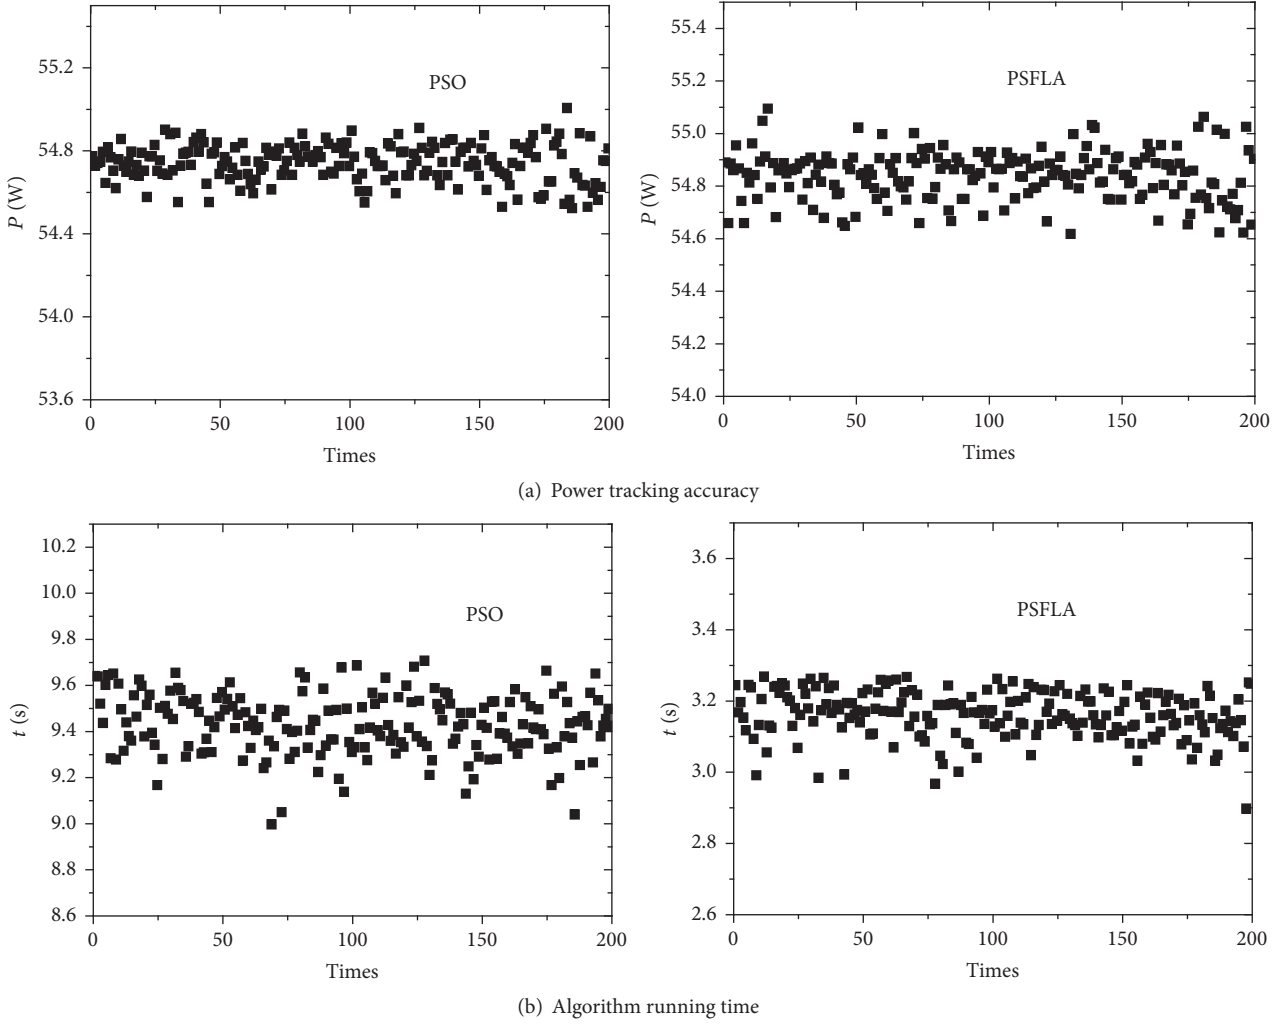 55.2
54.8
54.4
54.0
53.6
P (W)
PSO
0 50 100 150 200
Times
55.4
55.2
55.0
54.8
54.6
54.4
54.2
54.0
P (W)
PSFLA
0 50 100 150 200
Times
(a) Power tracking accuracy
10.2
10.0
9.8
9.6
9.4
9.2
9.0
8.8
8.6
t (s)
PSO
0 50 100 150 200
Times
3.6
3.4
3.2
3.0
2.8
2.6
t (s)
PSFLA
0 50 100 150 200
Times
(b) Algorithm running time